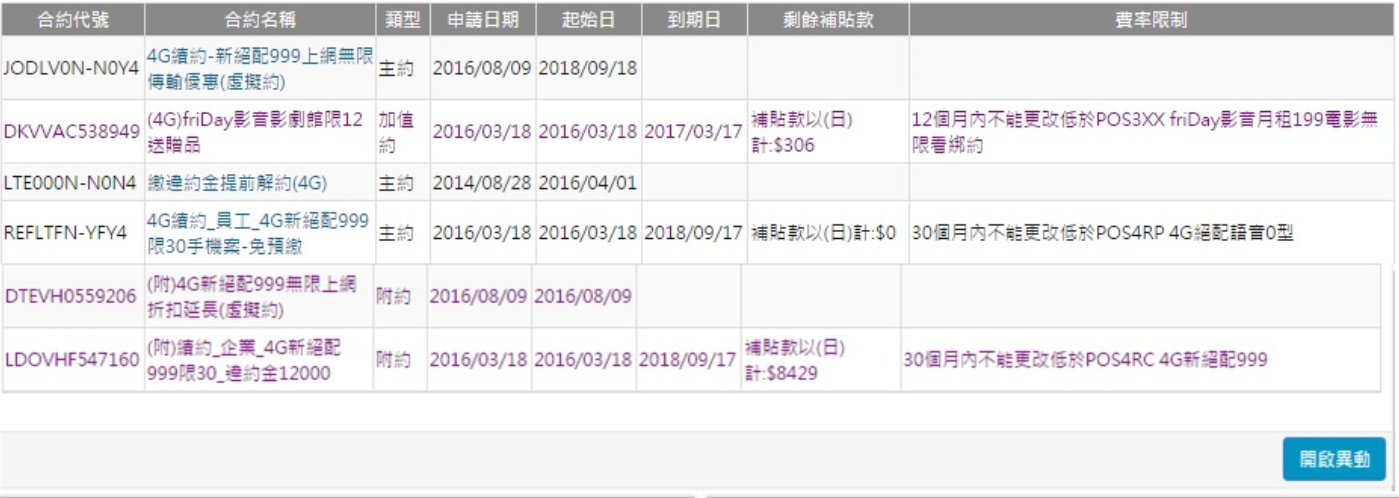 合約代號 合約名稱 類型 申請日期 起始日 到期日 剩餘補貼款 費率限制
JODLV0N-N0Y4 4G續約-新絕配999上網無限傳輸優惠(虛擬約) 主約 2016/08/09 2018/09/18
DKVVAC538949 (4G)friDay影音影劇館限12送贈品 加值約 2016/03/18 2016/03/18 2017/03/17 補貼款以(日)計:$306 12個月內不能更改低於POS3XX friDay影音月租199電影無限看綁約
LTE000N-N0N4 繳違約金提前解約(4G) 主約 2014/08/28 2016/04/01
REFLTFN-YFY4 4G續約_員工_4G新絕配999限30手機案-免預繳 主約 2016/03/18 2016/03/18 2018/09/17 補貼款以(日)計:$0 30個月內不能更改低於POS4RP 4G絕配語音0型
DTEVH0559206 (附)4G新絕配999無限上網折扣延長(虛擬約) 附約 2016/08/09 2016/08/09
LDOVHF547160 (附)續約_企業_4G新絕配999限30_違約金12000 附約 2016/03/18 2016/03/18 2018/09/17 補貼款以(日)計:$8429 30個月內不能更改低於POS4RC 4G新絕配999
開啟異動